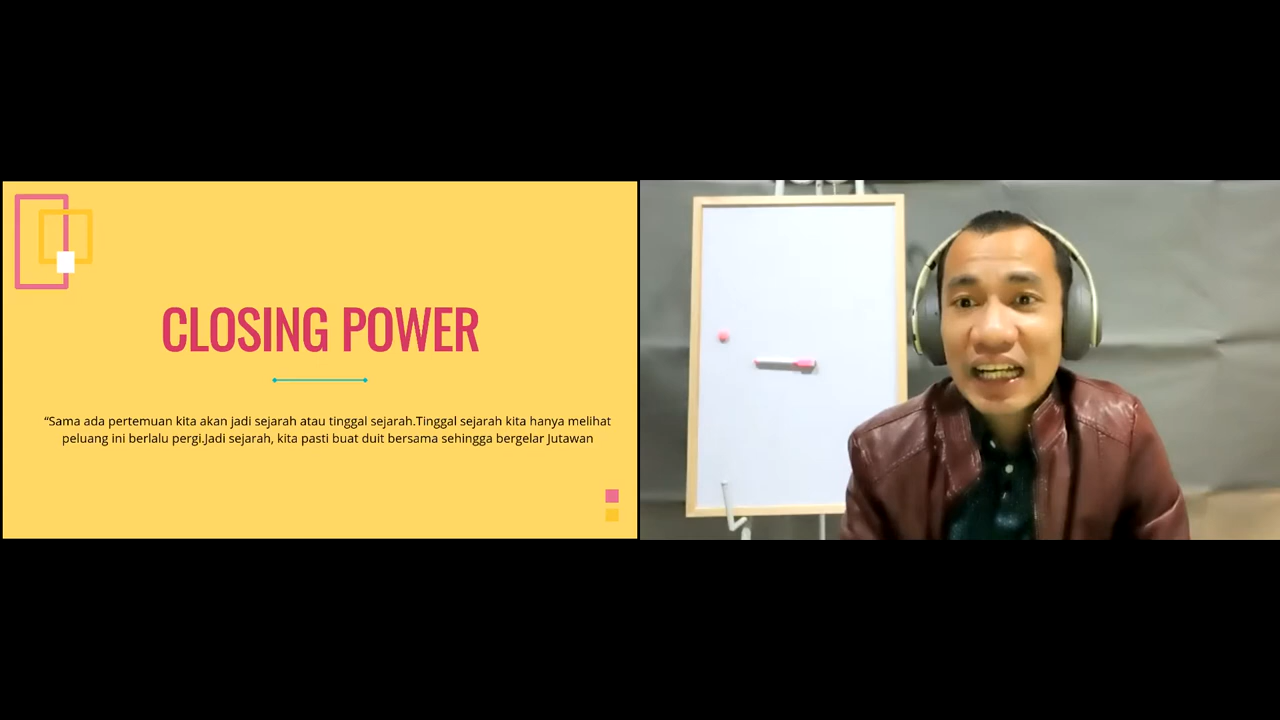 CLOSING POWER
“Sama ada pertemuan kita akan jadi sejarah atau tinggal sejarah.Tinggal sejarah kita hanya melihat
peluang ini berlalu pergi.Jadi sejarah, kita pasti buat duit bersama sehingga bergelar Jutawan